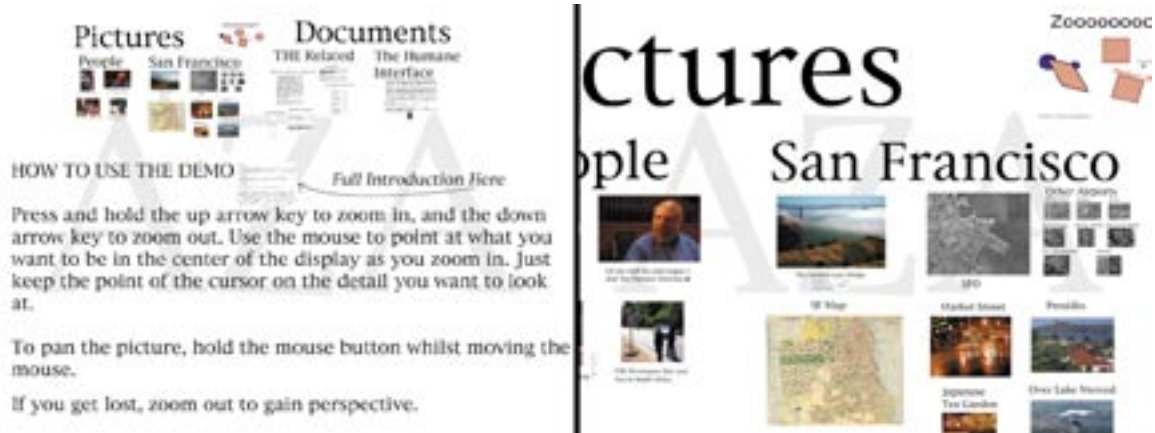 Pictures
Documents
People
San Francisco
THE Related
The Humane
Interface
HOW TO USE THE DEMO
Full Introduction Here
Press and hold the up arrow key to zoom in, and the down
arrow key to zoom out. Use the mouse to point at what you
want to be in the center of the display as you zoom in. Just
keep the point of the cursor on the detail you want to look
at.
To pan the picture, hold the mouse button whilst moving the
mouse.
If you get lost, zoom out to gain perspective.
AZA
ctures
Zoooooooc
ople
San Francisco
Other Airports
SFO
SF Map
Market Street
Presidio
Japanese
Tea Garden
Over Lake Merced
AZA